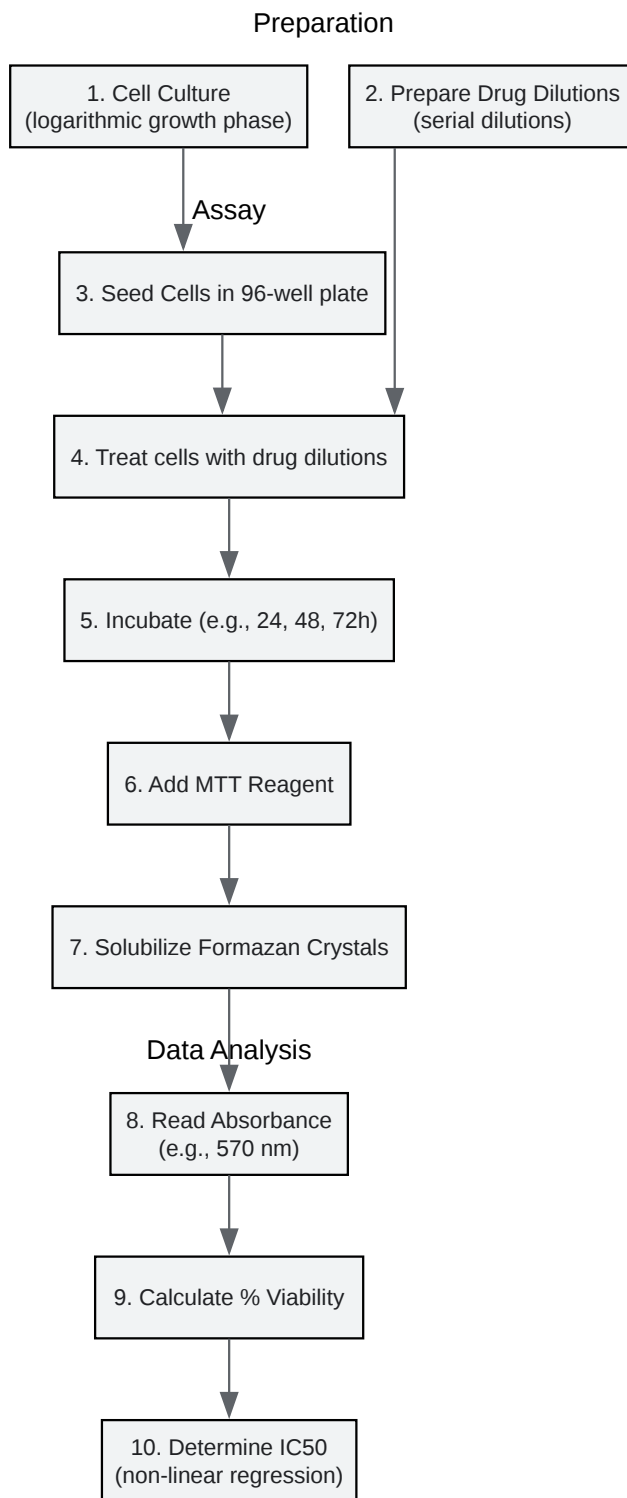 Preparation
1. Cell Culture
(logarithmic growth phase)
2. Prepare Drug Dilutions
(serial dilutions)
Assay
3. Seed Cells in 96-well plate
4. Treat cells with drug dilutions
5. Incubate (e.g., 24, 48, 72h)
6. Add MTT Reagent
7. Solubilize Formazan Crystals
Data Analysis
8. Read Absorbance
(e.g., 570 nm)
9. Calculate % Viability
10. Determine IC50
(non-linear regression)